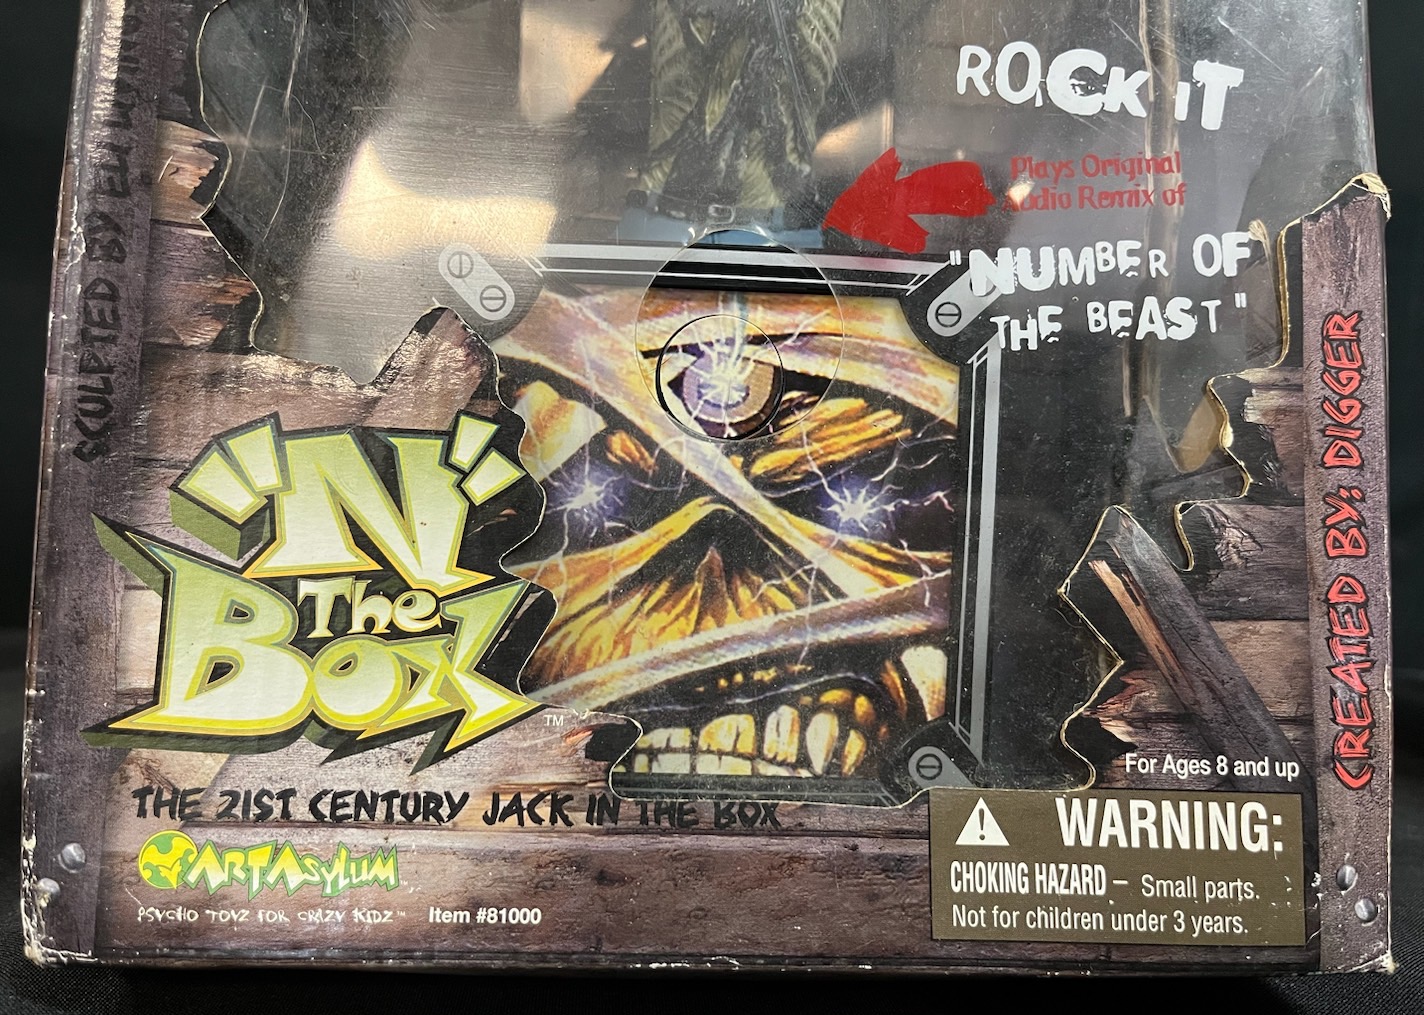 ROCK IT
Plays Original
Audio Remix of
"NUMBER OF
THE BEAST"
SCULPTED BY ELI
"N"
The
Box
TM
THE 21ST CENTURY JACK IN THE BOX
ARTASYLUM
PSYCHO TOYZ FOR CRAZY KIDZ™ Item #81000
CREATED BY: DIGGER
For Ages 8 and up
WARNING:
CHOKING HAZARD – Small parts.
Not for children under 3 years.